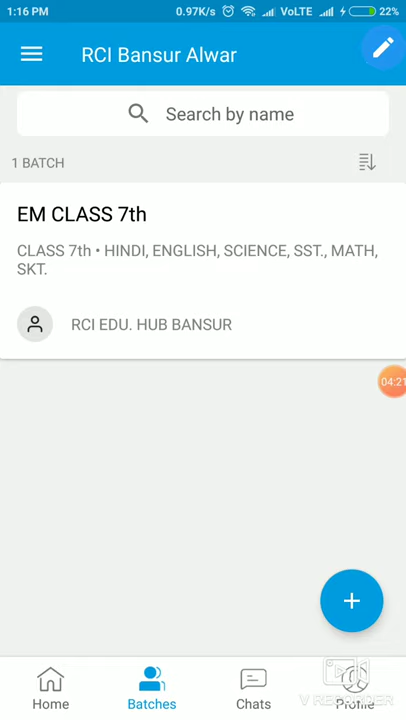 1:16 PM 0.97K/s VoLTE 22%
RCI Bansur Alwar
Search by name
1 BATCH
EM CLASS 7th
CLASS 7th • HINDI, ENGLISH, SCIENCE, SST., MATH,
SKT.
RCI EDU. HUB BANSUR
04:21
Home Batches Chats Profile
V RECORDER